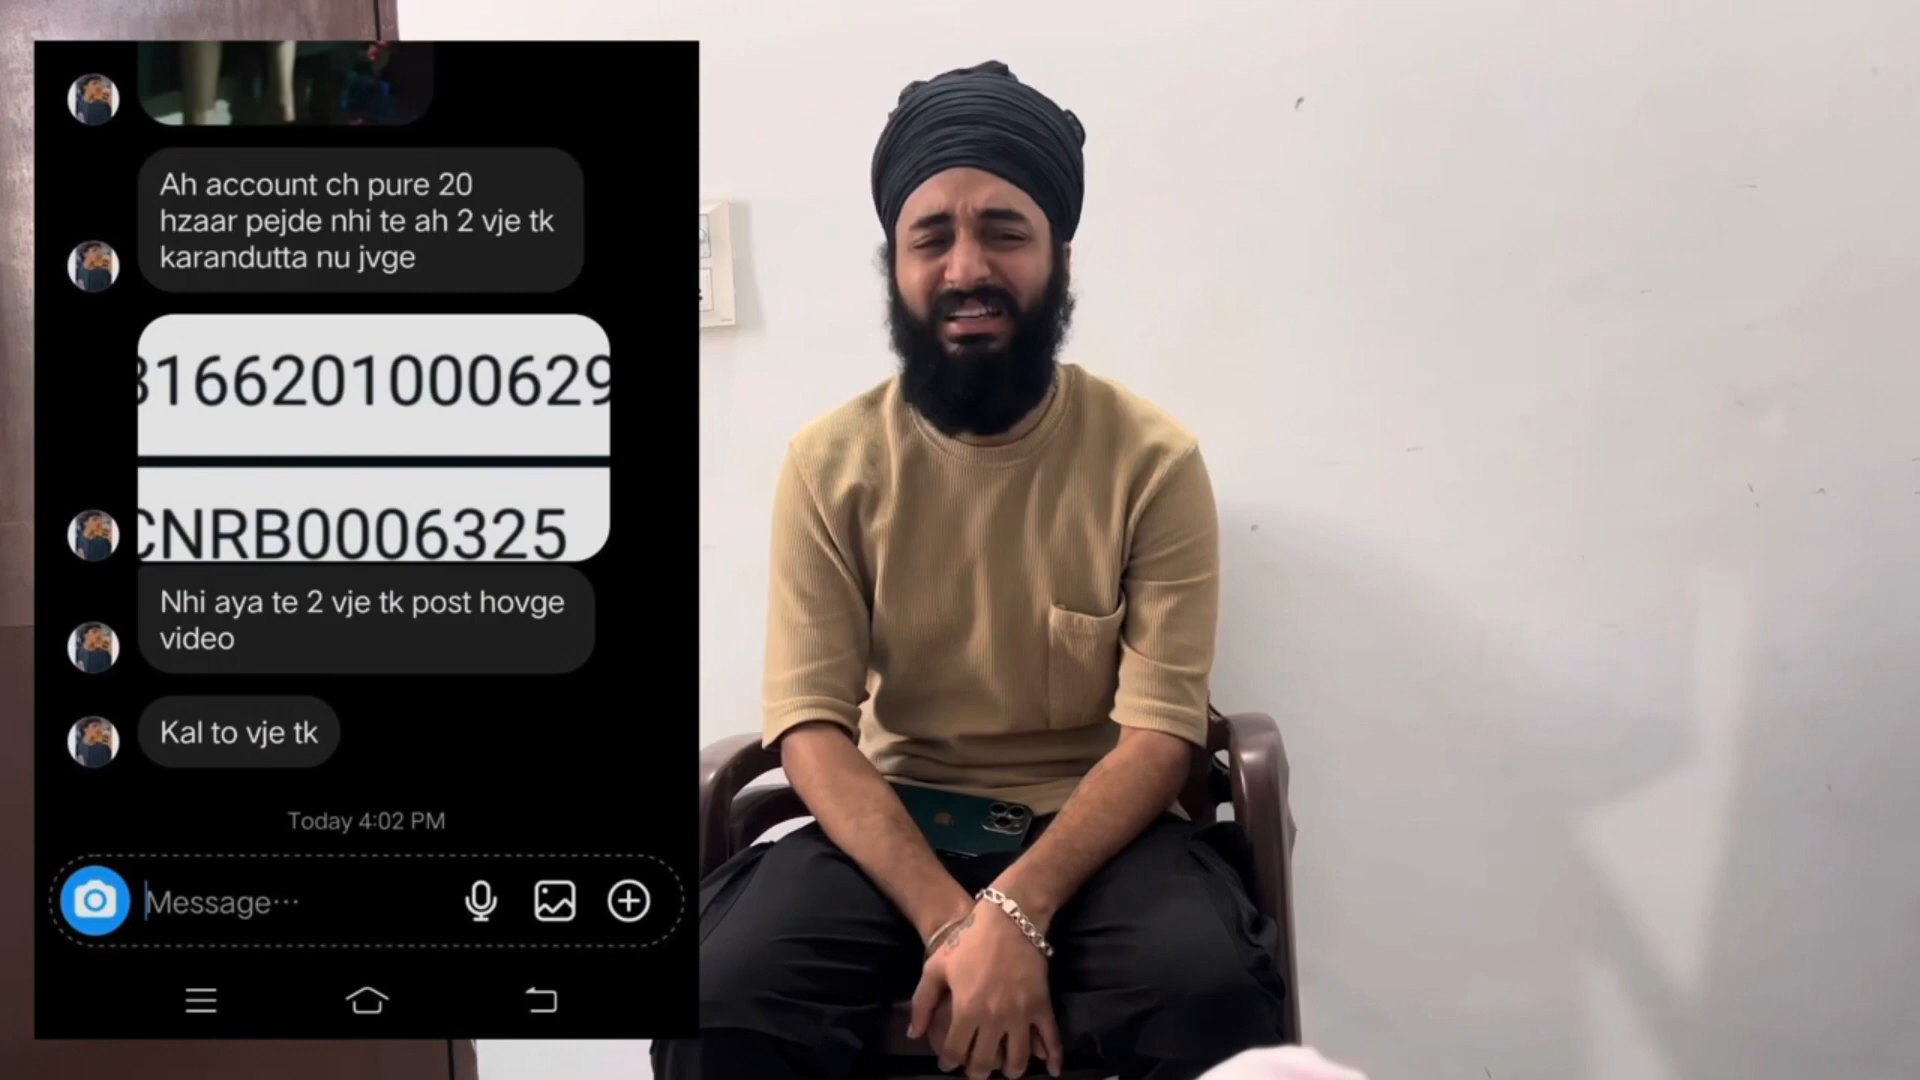 Ah account ch pure 20
hzaar pejde nhi te ah 2 vje tk
karandutta nu jvge
3166201000629
CNRB0006325
Nhi aya te 2 vje tk post hovge
video
Kal to vje tk
Today 4:02 PM
Message...